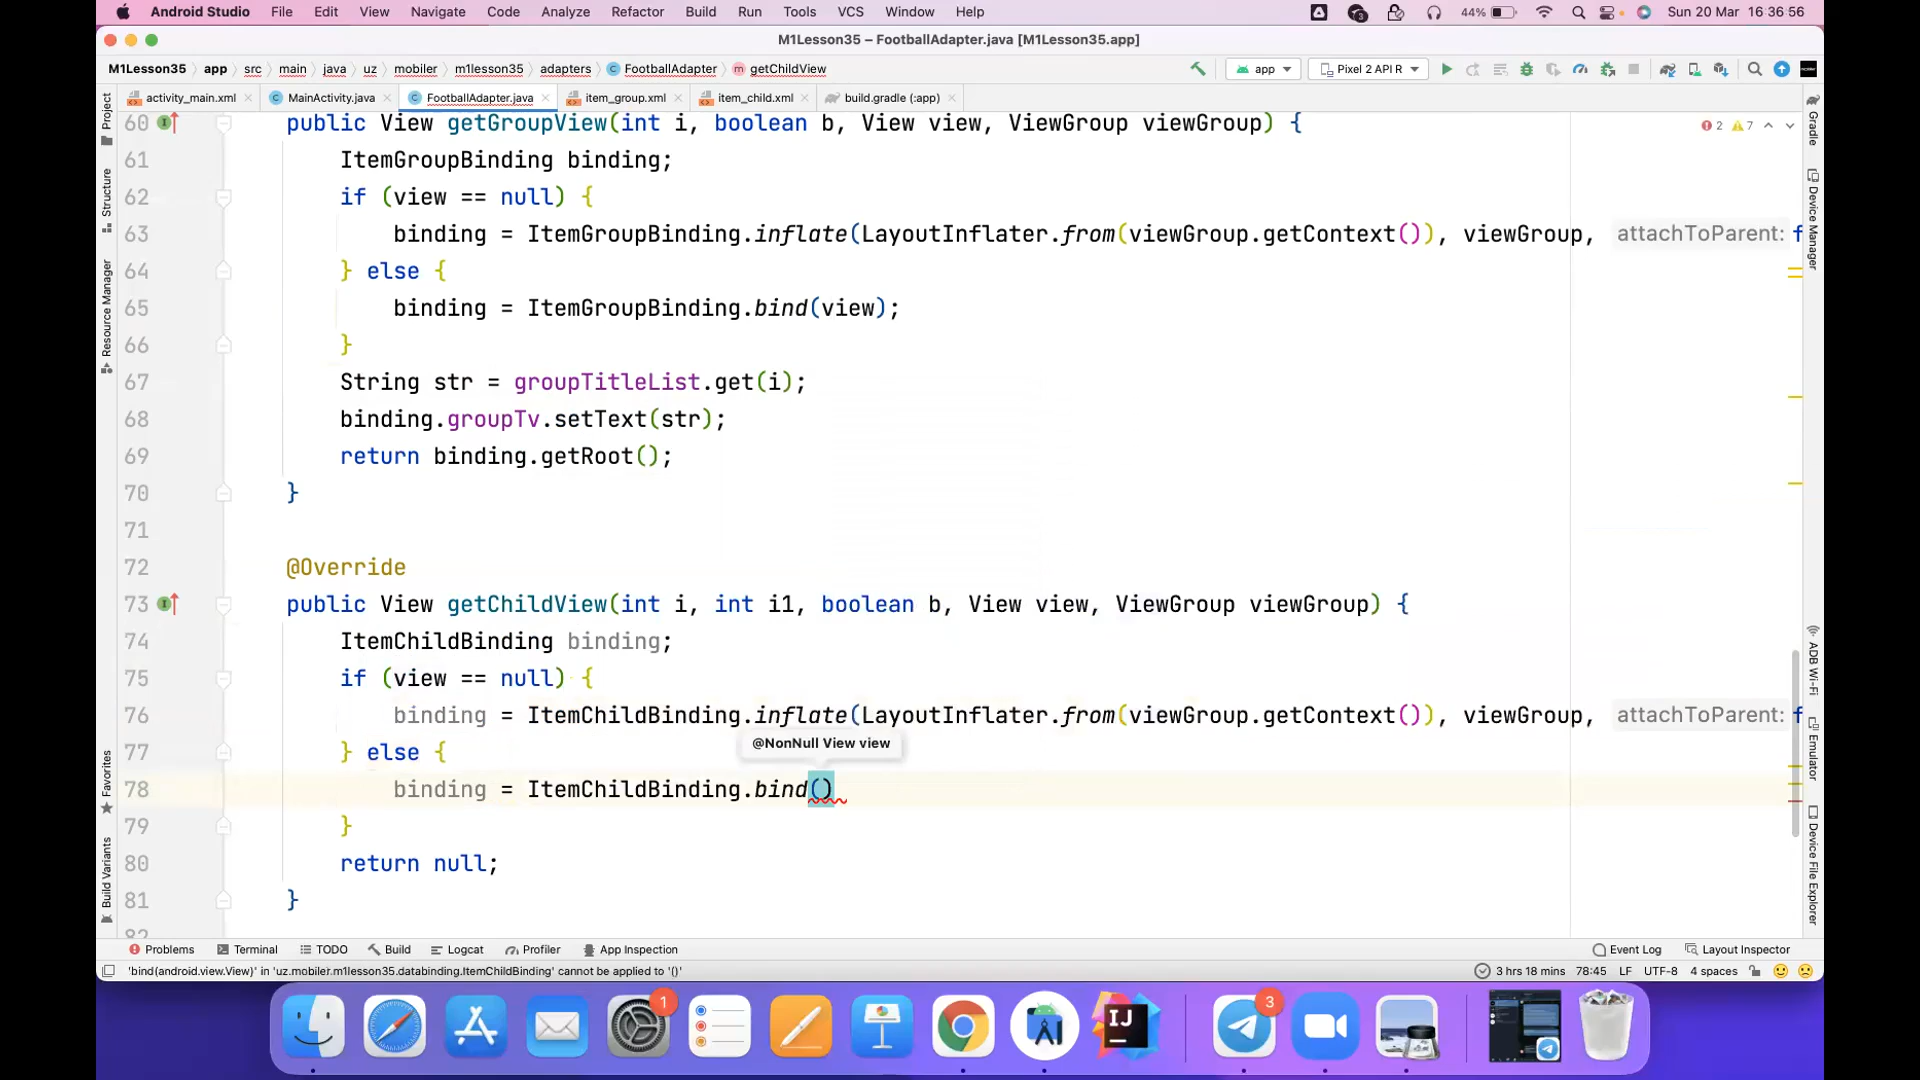 Android Studio File Edit View Navigate Code Analyze Refactor Build Run Tools VCS Window Help 3 44% Sun 20 Mar 16:36:56
M1Lesson35 – FootballAdapter.java [M1Lesson35.app]
M1Lesson35 app src main java uz mobiler m1lesson35 adapters FootballAdapter getChildView app Pixel 2 API R
activity_main.xml MainActivity.java FootballAdapter.java item_group.xml item_child.xml build.gradle (:app)
60 public View getGroupView(int i, boolean b, View view, ViewGroup viewGroup) { 2 7
61 ItemGroupBinding binding;
62 if (view == null) {
63 binding = ItemGroupBinding.inflate(LayoutInflater.from(viewGroup.getContext()), viewGroup, attachToParent: f
64 } else {
65 binding = ItemGroupBinding.bind(view);
66 }
67 String str = groupTitleList.get(i);
68 binding.groupTv.setText(str);
69 return binding.getRoot();
70 }
71
72 @Override
73 public View getChildView(int i, int i1, boolean b, View view, ViewGroup viewGroup) {
74 ItemChildBinding binding;
75 if (view == null) {
76 binding = ItemChildBinding.inflate(LayoutInflater.from(viewGroup.getContext()), viewGroup, attachToParent: f
@NonNull View view
77 } else {
78 binding = ItemChildBinding.bind()
79 }
80 return null;
81 }
82
Project
Structure
Resource Manager
Favorites
Build Variants
Gradle
Device Manager
ADB Wi-Fi
Emulator
Device File Explorer
Problems Terminal TODO Build Logcat Profiler App Inspection Event Log Layout Inspector
'bind(android.view.View)' in 'uz.mobiler.m1lesson35.databinding.ItemChildBinding' cannot be applied to '()' 3 hrs 18 mins 78:45 LF UTF-8 4 spaces
1 IJ 3